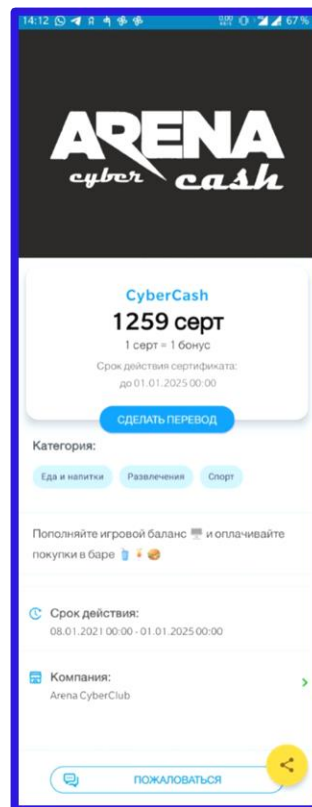 14:12
67%
ARENA
cyber cash
CyberCash
1259 серт
1 серт = 1 бонус
Срок действия сертификата:
до 01.01.2025 00:00
СДЕЛАТЬ ПЕРЕВОД
Категория:
Еда и напитки Развлечения Спорт
Пополняйте игровой баланс 🖥️ и оплачивайте
покупки в баре 🥤 🍟 🍔
Срок действия:
08.01.2021 00:00 - 01.01.2025 00:00
Компания:
Arena CyberClub
ПОЖАЛОВАТЬСЯ